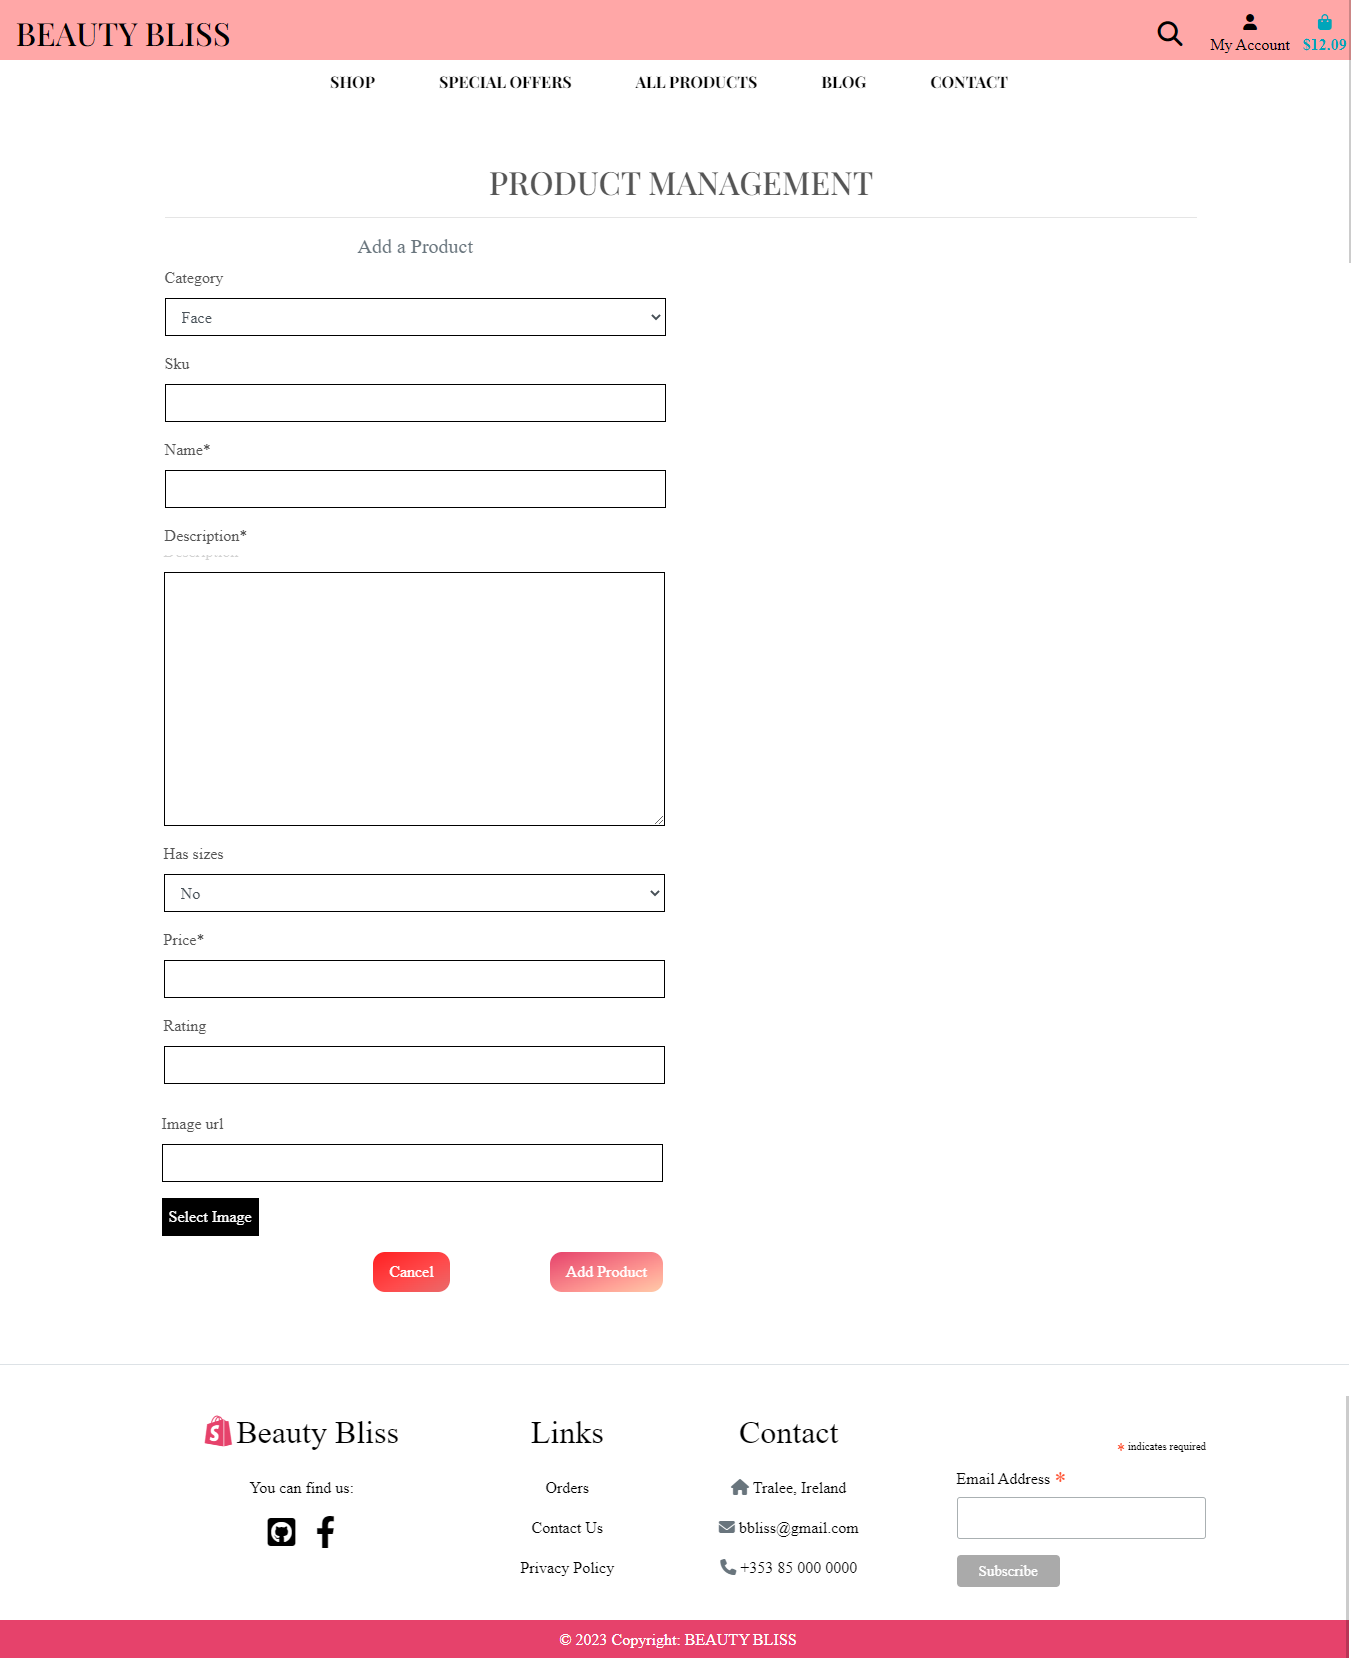 BEAUTY BLISS
My Account
$12.09
SHOP SPECIAL OFFERS ALL PRODUCTS BLOG CONTACT
PRODUCT MANAGEMENT
Add a Product
Category
Face
Sku
Name*
Description*
Description
Has sizes
No
Price*
Rating
Image url
Select Image
Cancel Add Product
Beauty Bliss
You can find us:
Links
Orders
Contact Us
Privacy Policy
Contact
Tralee, Ireland
bbliss@gmail.com
+353 85 000 0000
* indicates required
Email Address *
Subscribe
© 2023 Copyright: BEAUTY BLISS